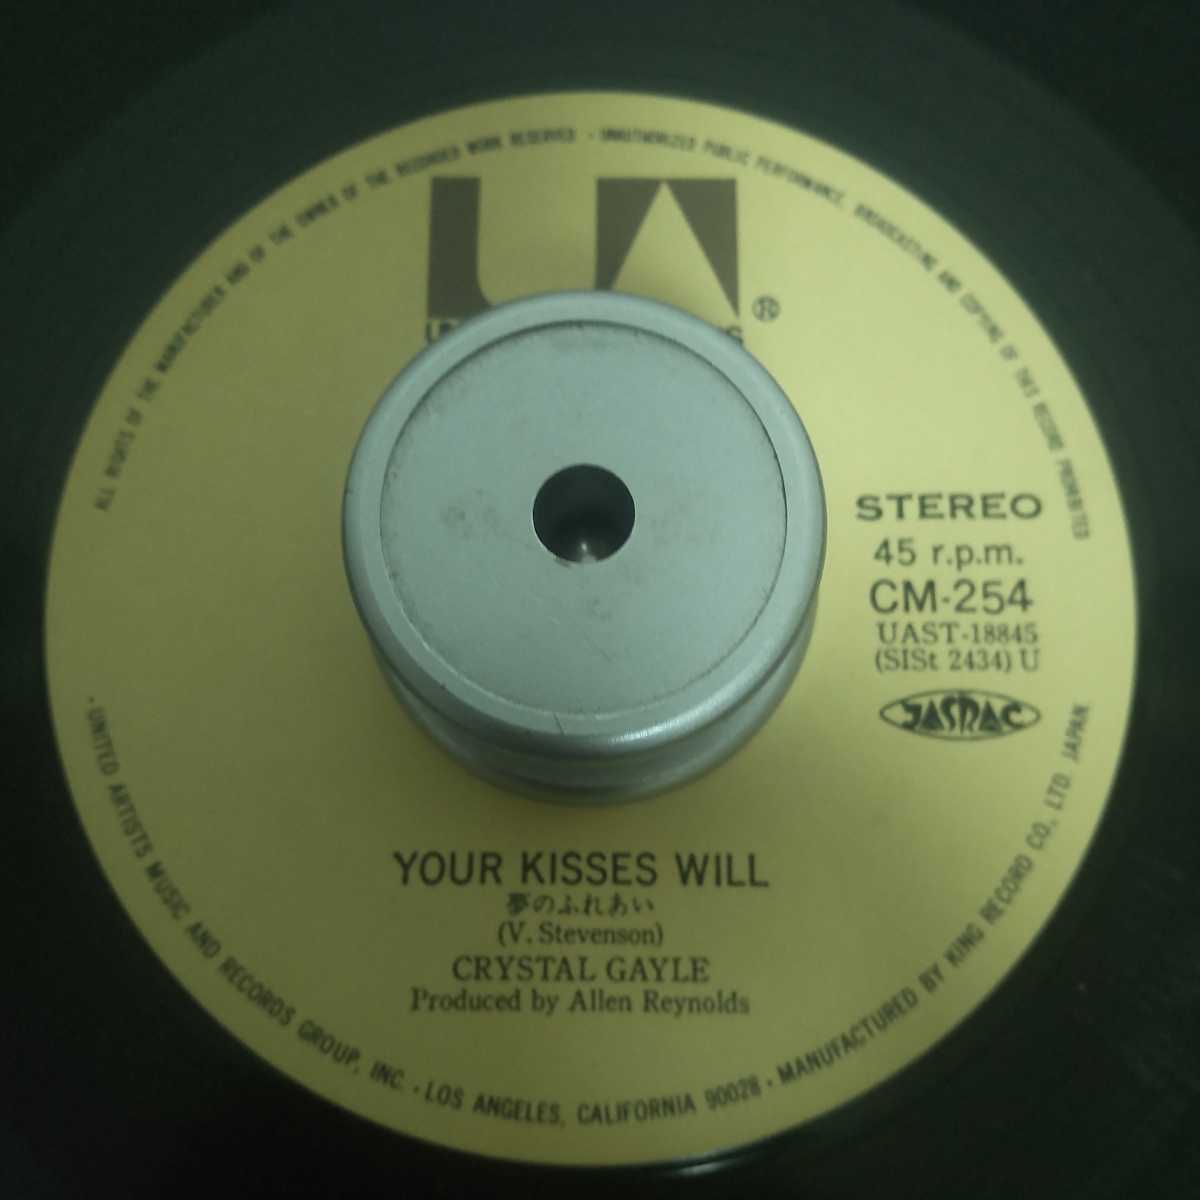 ALL RIGHTS OF THE MANUFACTURER AND OF THE OWNER OF THE RECORDED WORK RESERVED · UNAUTHORIZED PUBLIC PERFORMANCE, BROADCASTING AND COPYING OF THIS RECORD PROHIBITED
UA
®
STEREO
45 r.p.m.
CM-254
UAST-18845
(SISt 2434) U
JASRAC
YOUR KISSES WILL
夢のふれあい
(V. Stevenson)
CRYSTAL GAYLE
Produced by Allen Reynolds
· UNITED ARTISTS MUSIC AND RECORDS GROUP, INC. · LOS ANGELES, CALIFORNIA 90028 · MANUFACTURED BY KING RECORD CO., LTD. JAPAN